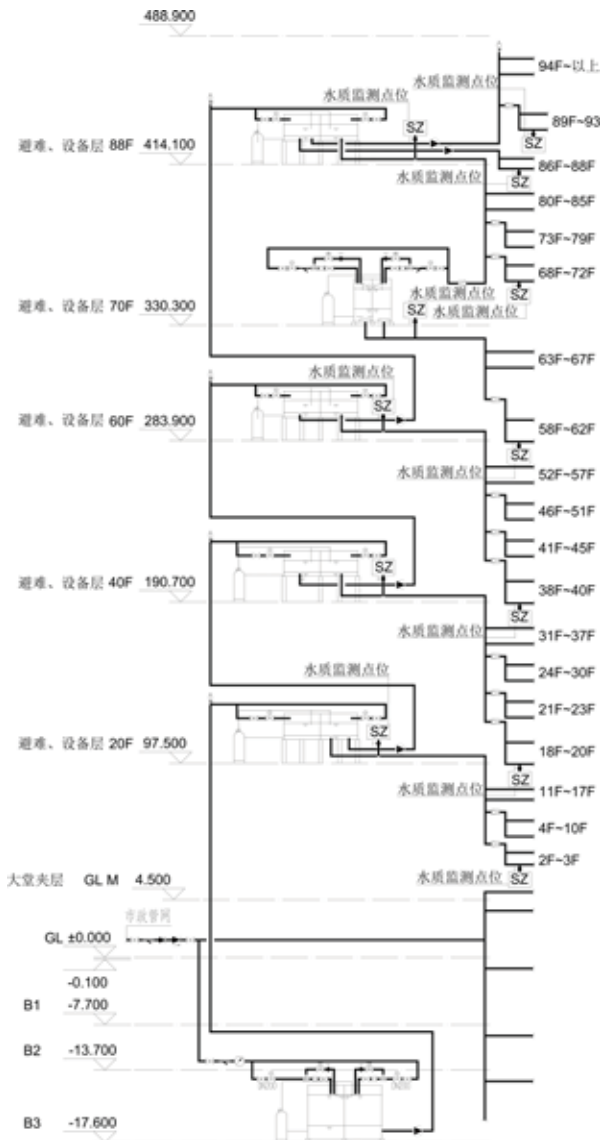 488.900
94F~以上
水质监测点位
水质监测点位
SZ
89F~93
SZ
避难、设备层 88F 414.100
86F~88F
水质监测点位
SZ
80F~85F
73F~79F
68F~72F
水质监测点位
SZ
避难、设备层 70F 330.300
SZ
水质监测点位
63F~67F
水质监测点位
SZ
58F~62F
避难、设备层 60F 283.900
SZ
水质监测点位
52F~57F
46F~51F
41F~45F
SZ
避难、设备层 40F 190.700
38F~40F
SZ
水质监测点位
31F~37F
24F~30F
水质监测点位
21F~23F
SZ
避难、设备层 20F 97.500
18F~20F
SZ
水质监测点位
11F~17F
4F~10F
2F~3F
大堂夹层 GL M 4.500
水质监测点位
SZ
市政管网
GL ±0.000
-0.100
B1 -7.700
B2 -13.700
B3 -17.600